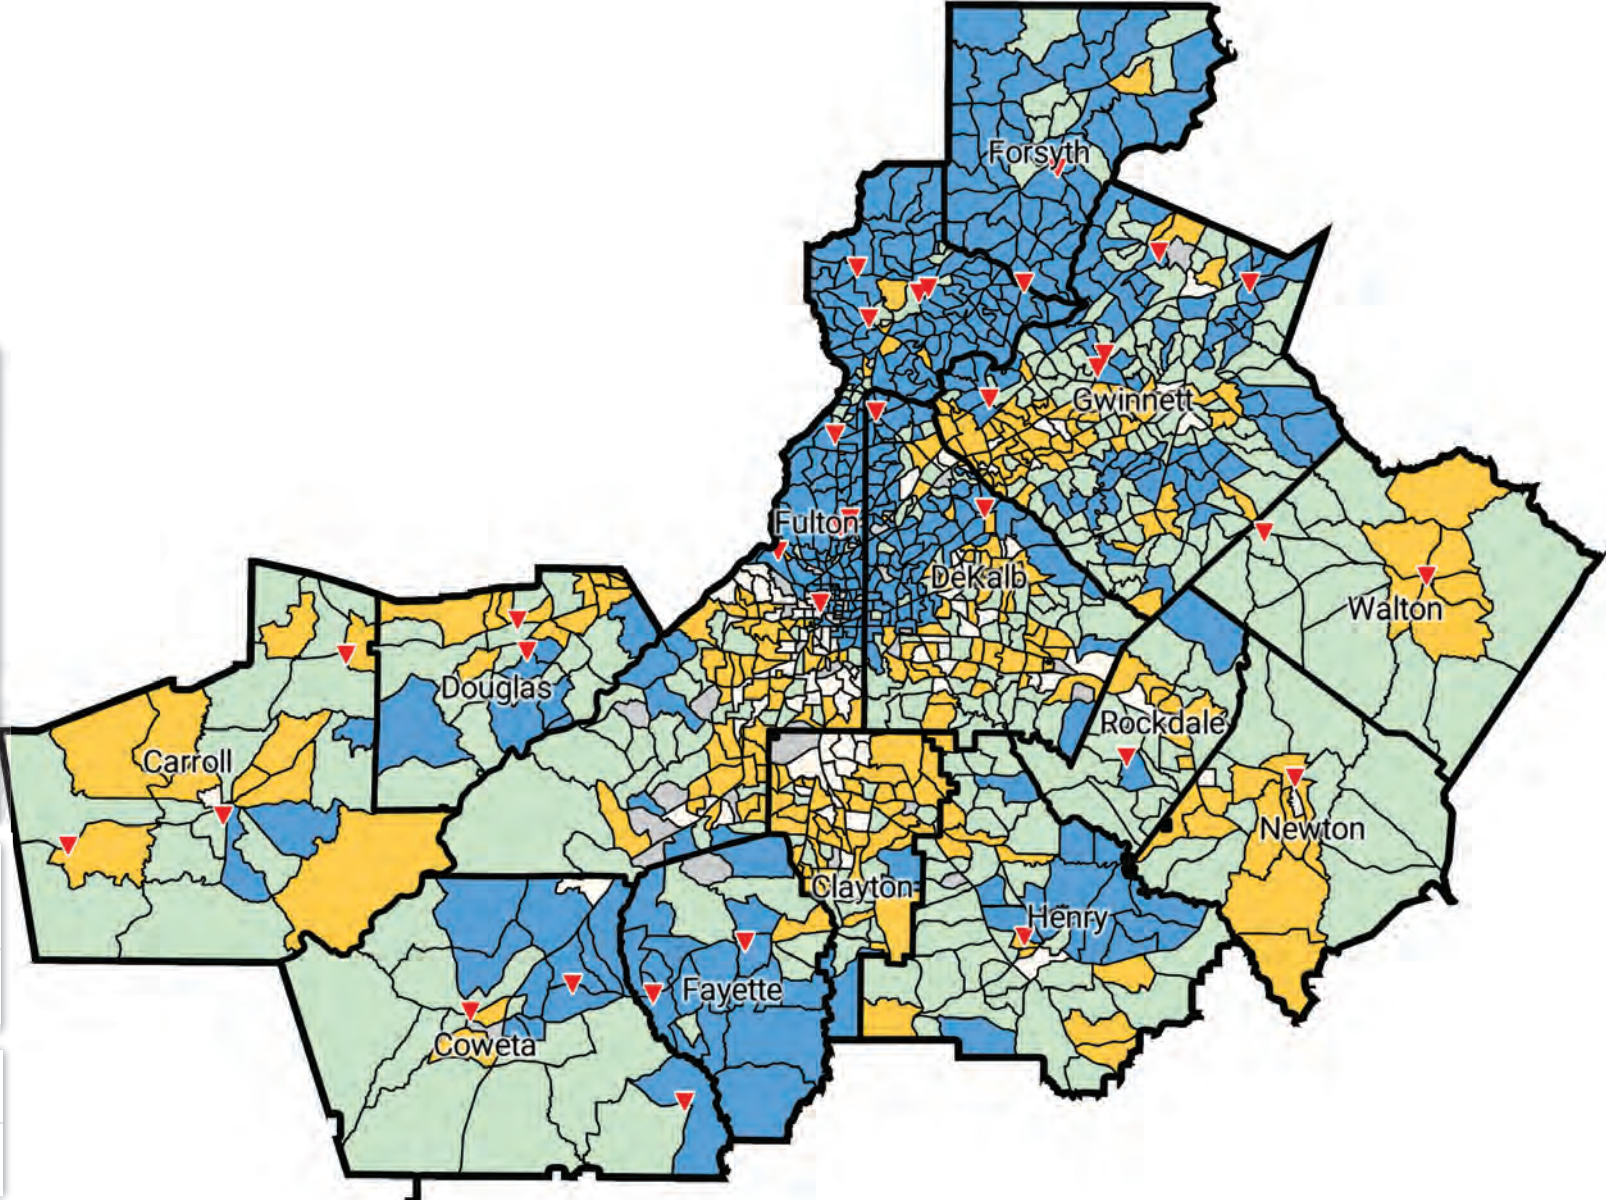 Forsyth
Gwinnett
Fulton
DeKalb
Walton
Douglas
Rockdale
Carroll
Newton
Clayton
Henry
Fayette
Coweta